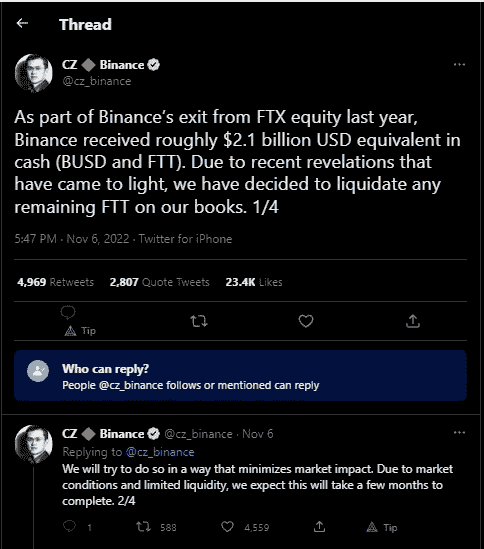 Thread
CZ Binance
@cz_binance
As part of Binance's exit from FTX equity last year,
Binance received roughly $2.1 billion USD equivalent in
cash (BUSD and FTT). Due to recent revelations that
have came to light, we have decided to liquidate any
remaining FTT on our books. 1/4
5:47 PM · Nov 6, 2022 · Twitter for iPhone
4,969 Retweets 2,807 Quote Tweets 23.4K Likes
Tip
Who can reply?
People @cz_binance follows or mentioned can reply
CZ Binance @cz_binance · Nov 6
Replying to @cz_binance
We will try to do so in a way that minimizes market impact. Due to market
conditions and limited liquidity, we expect this will take a few months to
complete. 2/4
1 588 4,559 Tip